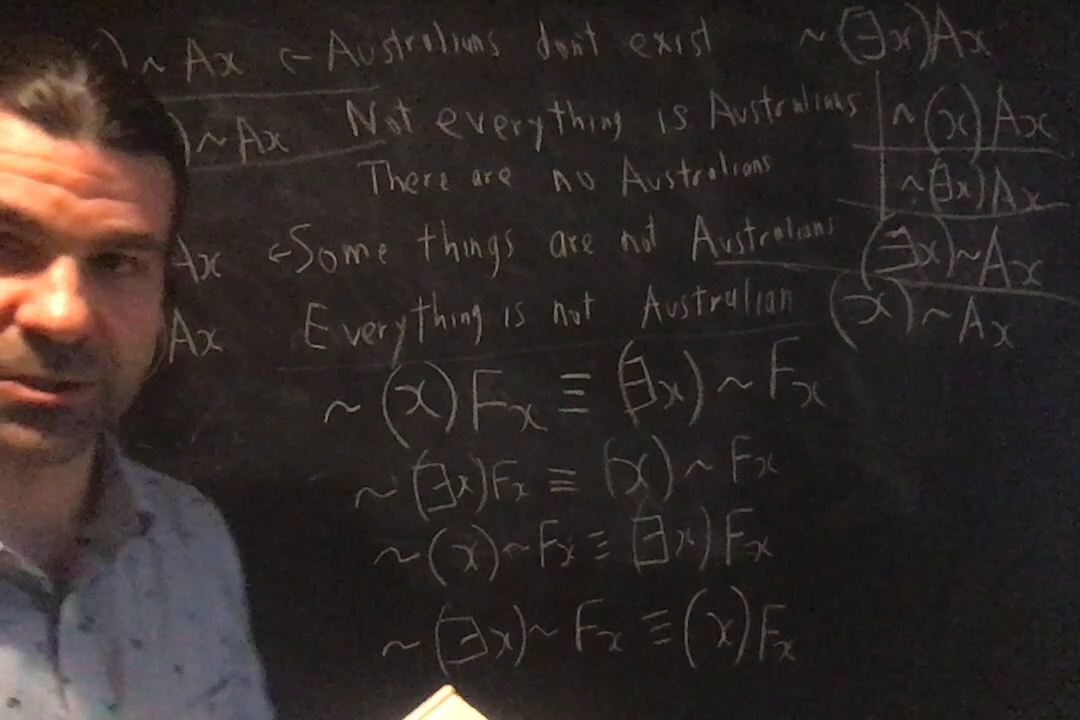 ) ~ Ax ← Australians don't exist ~ (∃x) Ax
) ~ Ax Not everything is Australians ~ (x) Ax
There are no Australians ~ (∃x) Ax
Ax ← Some things are not Australians (∃x) ~ Ax
Ax Everything is not Australian (x) ~ Ax
~ (x) Fx ≡ (∃x) ~ Fx
~ (∃x) Fx ≡ (x) ~ Fx
~ (x) ~ Fx ≡ ∃x) Fx
~ (∃x) ~ Fx ≡ (x) Fx